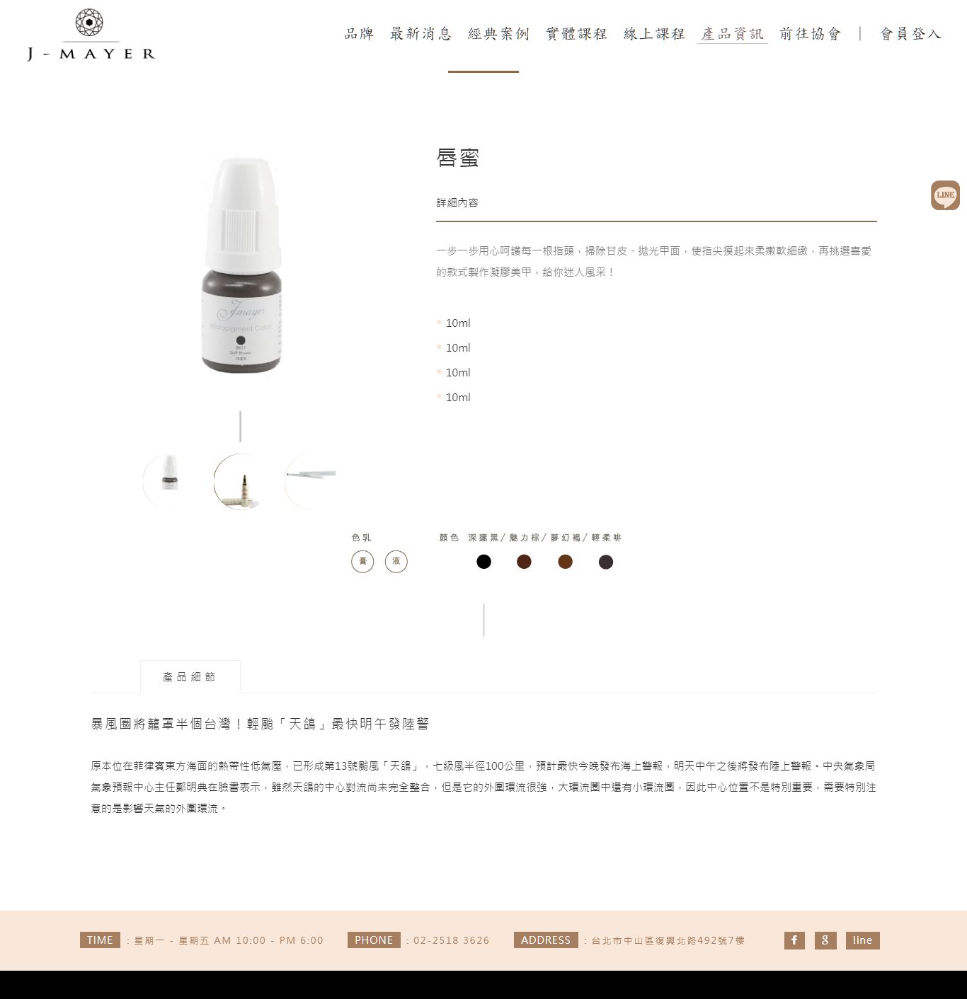 J - MAYER
品牌 最新消息 經典案例 實體課程 線上課程 產品資訊 前往協會 | 會員登入
唇蜜
LINE
詳細內容
一步一步用心呵護每一根指頭，掃除甘皮、拋光甲面，使指尖摸起來柔嫩軟細緻，再挑選喜愛
的款式製作凝膠美甲，給你迷人風采！
Jmayer
Micropigment Colors
Soft Brown
10ml
10ml
10ml
10ml
色乳 顏色 深邃黑/魅力棕/夢幻褐/輕柔啡
膏 液
產品細節
暴風圈將籠罩半個台灣！輕颱「天鴿」最快明午發陸警
原本位在菲律賓東方海面的熱帶性低氣壓，已形成第13號颱風「天鴿」，七級風半徑100公里，預計最快今晚發布海上警報，明天中午之後將發布陸上警報。中央氣象局
氣象預報中心主任鄭明典在臉書表示，雖然天鴿的中心對流尚未完全整合，但是它的外圍環流很強，大環流圈中還有小環流圈，因此中心位置不是特別重要，需要特別注
意的是影響天氣的外圍環流。
TIME : 星期一 - 星期五 AM 10:00 - PM 6:00 PHONE : 02-2518 3626 ADDRESS : 台北市中山區復興北路492號7樓 f g line